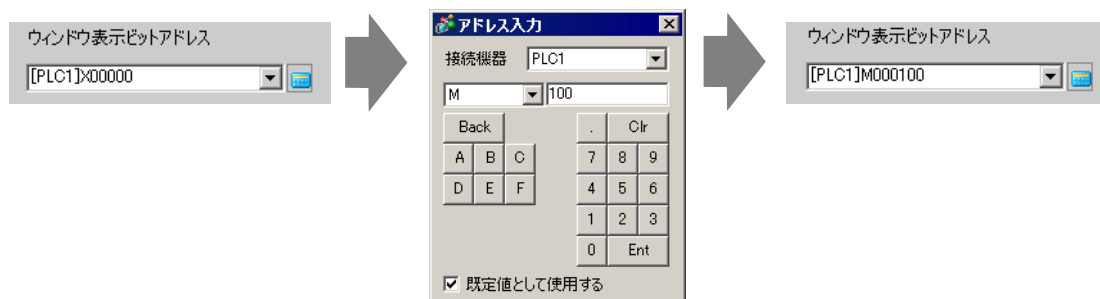 ウィンドウ表示ビットアドレス
[PLC1]X00000
アドレス入力
接続機器 PLC1
M 100
Back . Clr
A B C 7 8 9
D E F 4 5 6
1 2 3
0 Ent
既定値として使用する
ウィンドウ表示ビットアドレス
[PLC1]M000100